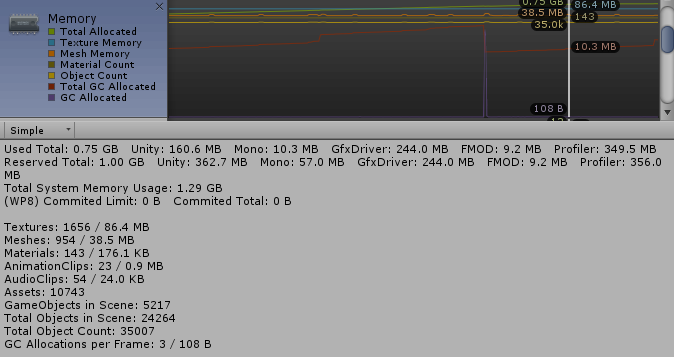 Memory
Total Allocated
Texture Memory
Mesh Memory
Material Count
Object Count
Total GC Allocated
GC Allocated
0.75 GB
86.4 MB
38.5 MB
143
35.0k
10.3 MB
108 B
Simple
Used Total: 0.75 GB Unity: 160.6 MB Mono: 10.3 MB GfxDriver: 244.0 MB FMOD: 9.2 MB Profiler: 349.5 MB
Reserved Total: 1.00 GB Unity: 362.7 MB Mono: 57.0 MB GfxDriver: 244.0 MB FMOD: 9.2 MB Profiler: 356.0
MB
Total System Memory Usage: 1.29 GB
(WP8) Commited Limit: 0 B Commited Total: 0 B
Textures: 1656 / 86.4 MB
Meshes: 954 / 38.5 MB
Materials: 143 / 176.1 KB
AnimationClips: 23 / 0.9 MB
AudioClips: 54 / 24.0 KB
Assets: 10743
GameObjects in Scene: 5217
Total Objects in Scene: 24264
Total Object Count: 35007
GC Allocations per Frame: 3 / 108 B